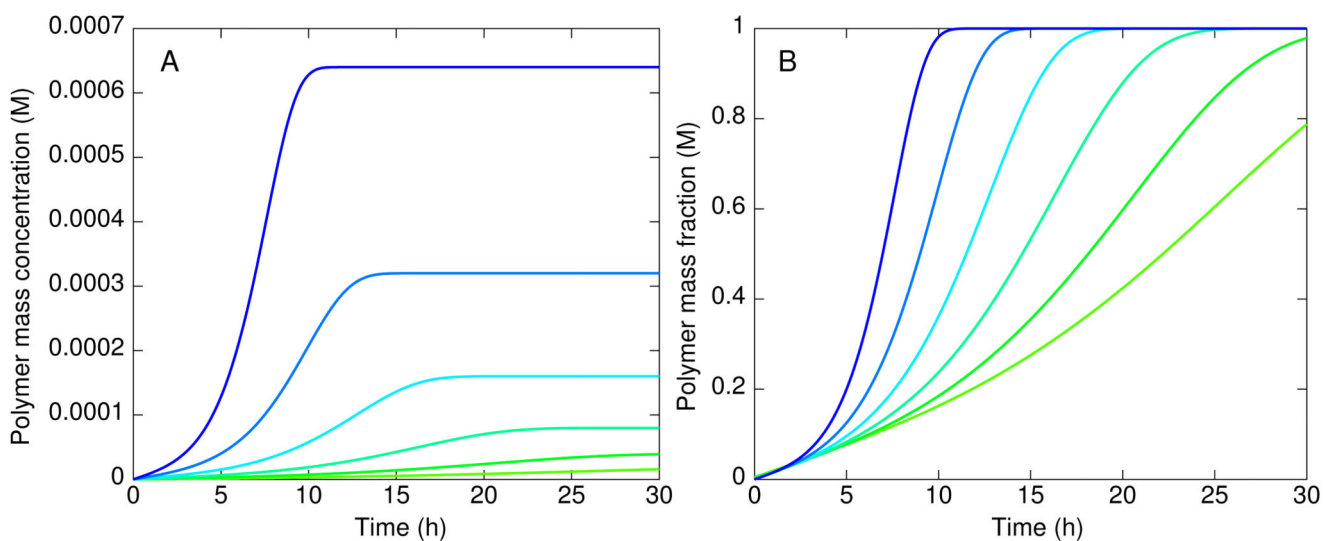 A
Polymer mass concentration (M)
0.0007
0.0006
0.0005
0.0004
0.0003
0.0002
0.0001
0
0 5 10 15 20 25 30
Time (h)
B
Polymer mass fraction (M)
1
0.8
0.6
0.4
0.2
0
0 5 10 15 20 25 30
Time (h)